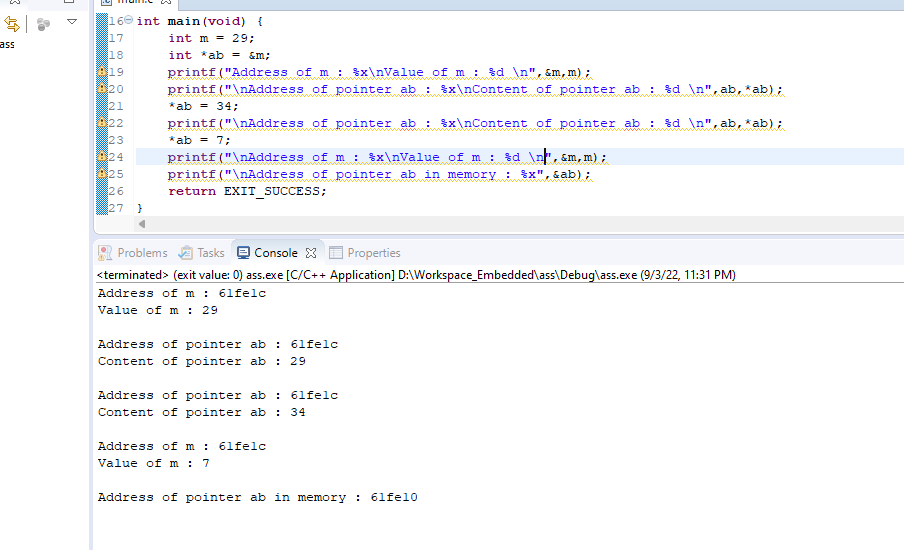 main.c
ass
16 int main(void) {
17 int m = 29;
18 int *ab = &m;
19 printf("Address of m : %x\nValue of m : %d \n",&m,m);
20 printf("\nAddress of pointer ab : %x\nContent of pointer ab : %d \n",ab,*ab);
21 *ab = 34;
22 printf("\nAddress of pointer ab : %x\nContent of pointer ab : %d \n",ab,*ab);
23 *ab = 7;
24 printf("\nAddress of m : %x\nValue of m : %d \n",&m,m);
25 printf("\nAddress of pointer ab in memory : %x",&ab);
26 return EXIT_SUCCESS;
27 }
Problems Tasks Console Properties
<terminated> (exit value: 0) ass.exe [C/C++ Application] D:\Workspace_Embedded\ass\Debug\ass.exe (9/3/22, 11:31 PM)
Address of m : 61fe1c
Value of m : 29
Address of pointer ab : 61fe1c
Content of pointer ab : 29
Address of pointer ab : 61fe1c
Content of pointer ab : 34
Address of m : 61fe1c
Value of m : 7
Address of pointer ab in memory : 61fe10